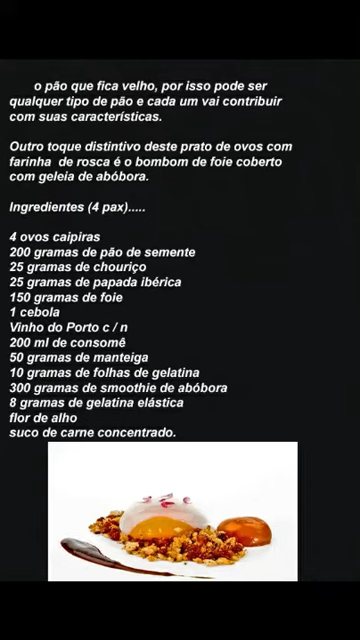 o pão que fica velho, por isso pode ser
qualquer tipo de pão e cada um vai contribuir
com suas características.
Outro toque distintivo deste prato de ovos com
farinha de rosca é o bombom de foie coberto
com geleia de abóbora.
Ingredientes (4 pax).....
4 ovos caipiras
200 gramas de pão de semente
25 gramas de chouriço
25 gramas de papada ibérica
150 gramas de foie
1 cebola
Vinho do Porto c / n
200 ml de consomê
50 gramas de manteiga
10 gramas de folhas de gelatina
300 gramas de smoothie de abóbora
8 gramas de gelatina elástica
flor de alho
suco de carne concentrado.